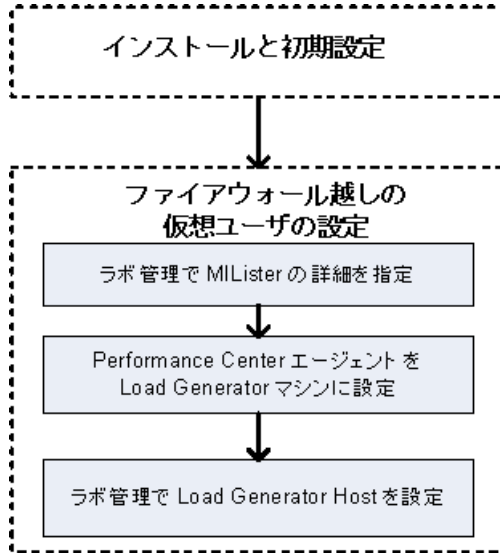 インストールと初期設定
ファイアウォール越しの
仮想ユーザの設定
ラボ管理で MIListerの詳細を指定
Performance Center エージェントを
Load Generator マシンに設定
ラボ管理で Load Generator Host を設定